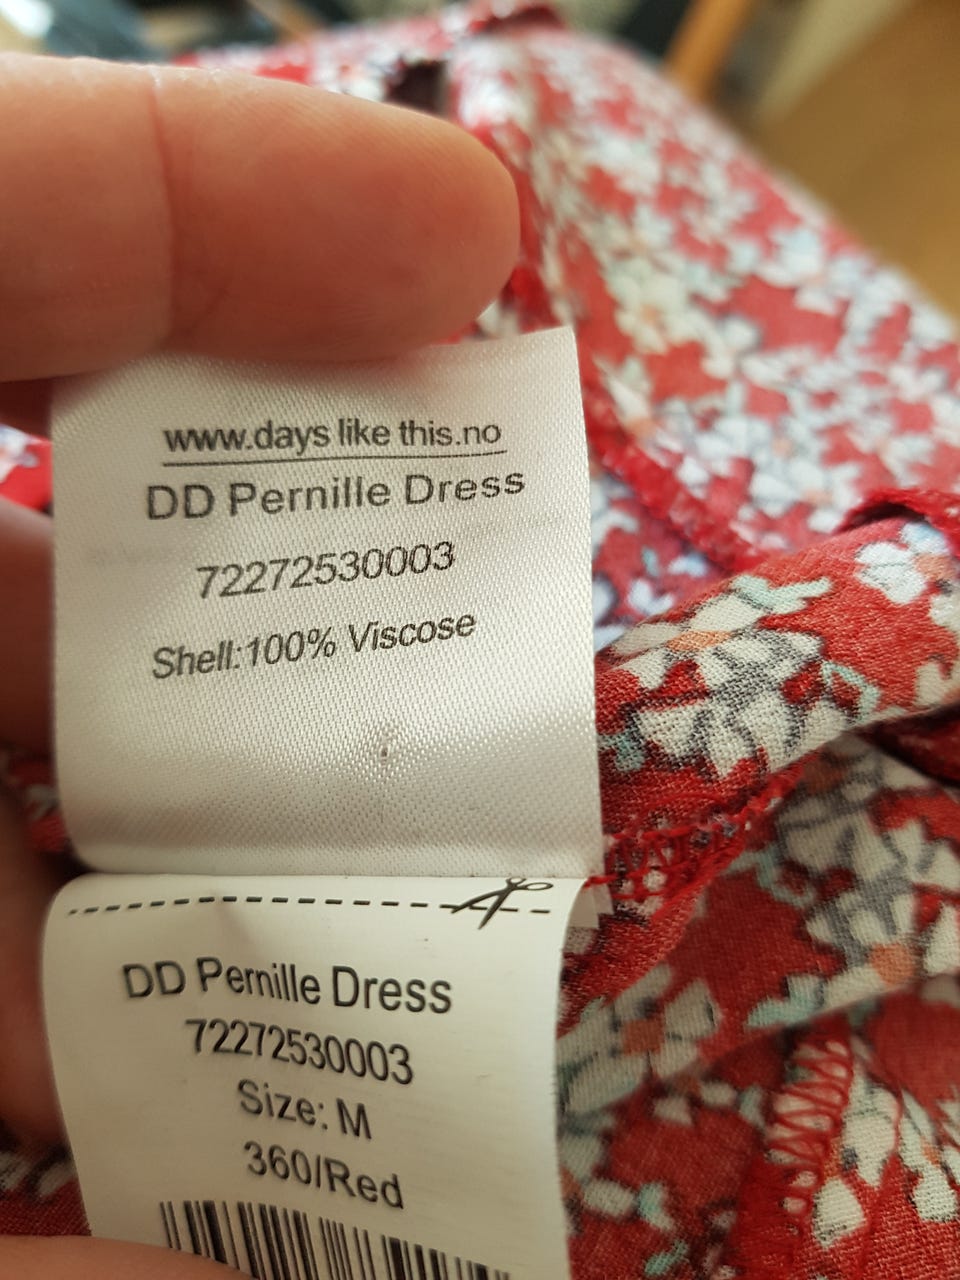 www.days like this.no
DD Pernille Dress
72272530003
Shell:100% Viscose
DD Pernille Dress
72272530003
Size: M
360/Red